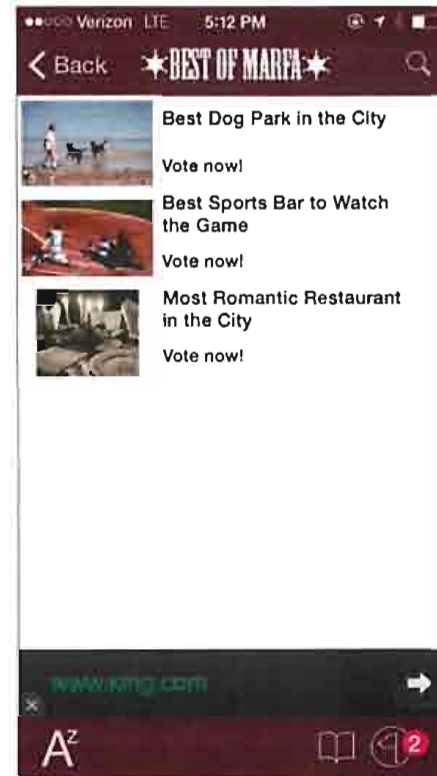 Verizon LTE 5:12 PM
Back BEST OF MARFA
Best Dog Park in the City
Vote now!
Best Sports Bar to Watch
the Game
Vote now!
Most Romantic Restaurant
in the City
Vote now!
www.king.com
AZ 2